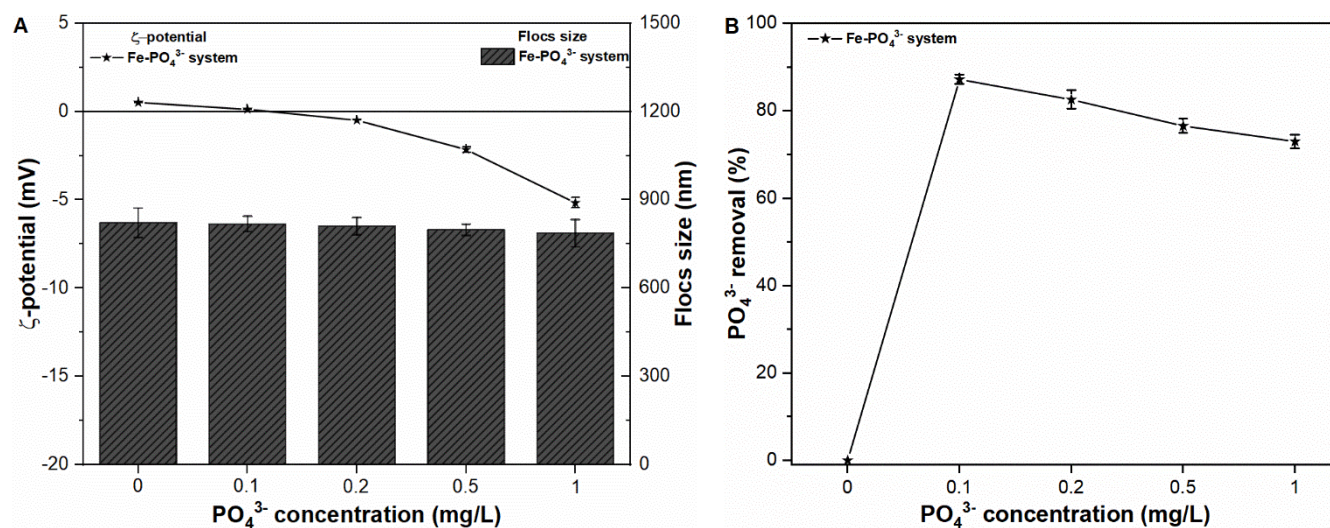 A
ζ-potential
Fe-PO₄³⁻ system
Flocs size
Fe-PO₄³⁻ system
5
0
-5
-10
-15
-20
ζ-potential (mV)
1500
1200
900
600
300
0
Flocs size (nm)
0 0.1 0.2 0.5 1
PO₄³⁻ concentration (mg/L)
B
Fe-PO₄³⁻ system
100
80
60
40
20
0
PO₄³⁻ removal (%)
0 0.1 0.2 0.5 1
PO₄³⁻ concentration (mg/L)